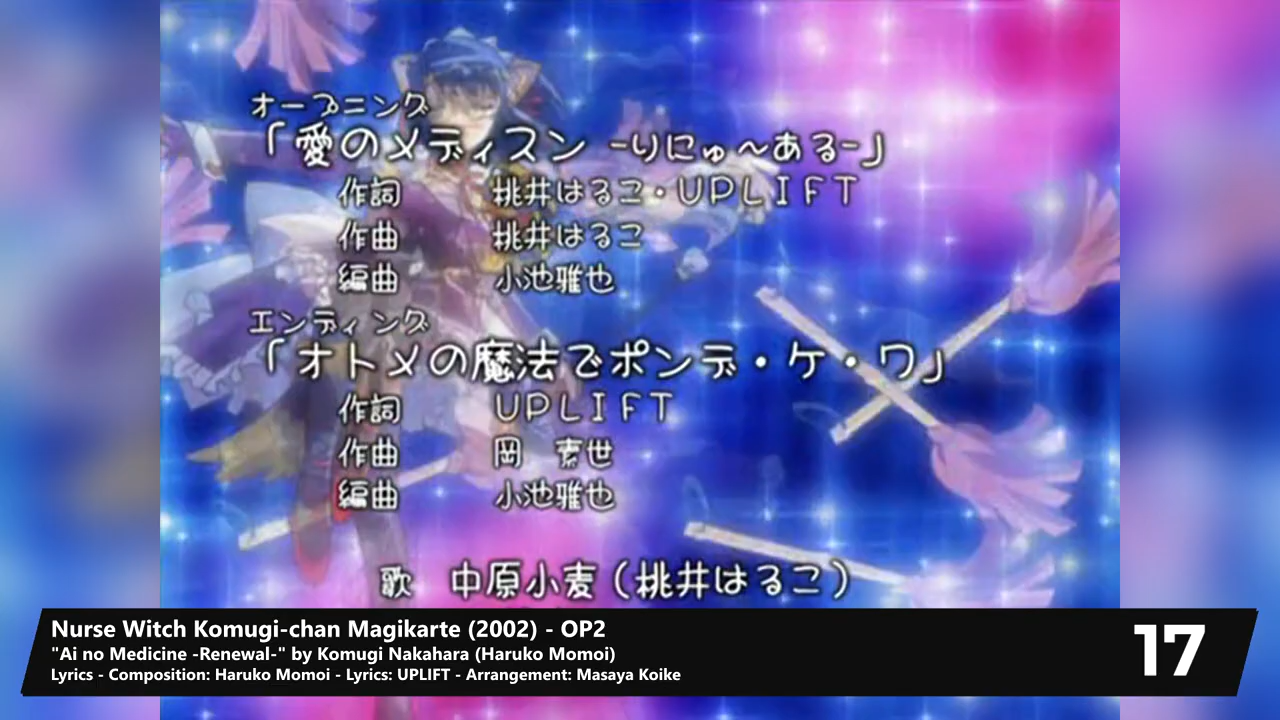 オープニング
「愛のメディスン -りにゅ～ある-」
作詞 桃井はるこ・UPLIFT
作曲 桃井はるこ
編曲 小池雅也
エンディング
「オトメの魔法でポンデ・ケ・ワ」
作詞 UPLIFT
作曲 岡 素世
編曲 小池雅也
歌 中原小麦(桃井はるこ)
Nurse Witch Komugi-chan Magikarte (2002) - OP2
"Ai no Medicine -Renewal-" by Komugi Nakahara (Haruko Momoi)
Lyrics - Composition: Haruko Momoi - Lyrics: UPLIFT - Arrangement: Masaya Koike
17